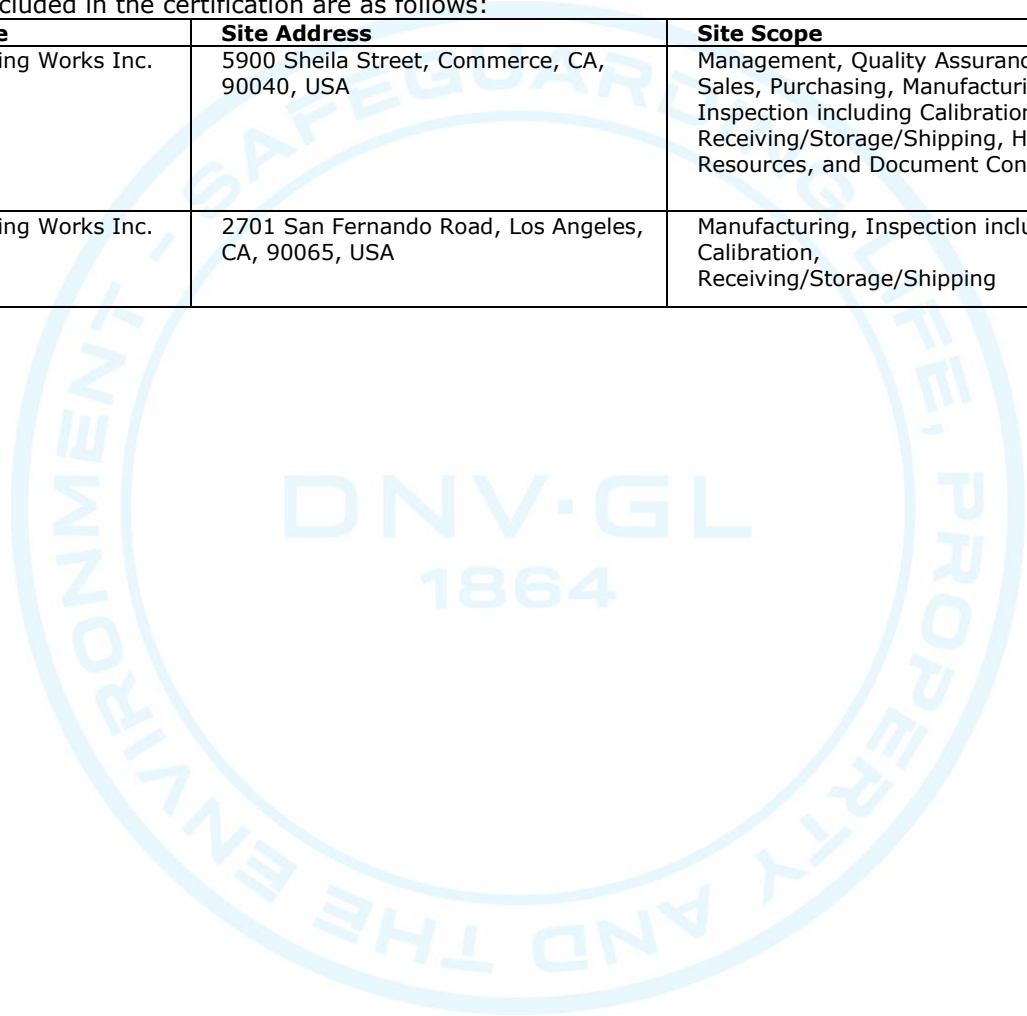 cluded in the certification are as follows:
e Site Address Site Scope
ing Works Inc. 5900 Sheila Street, Commerce, CA, 90040, USA Management, Quality Assuranc
Sales, Purchasing, Manufacturi
Inspection including Calibration
Receiving/Storage/Shipping, H
Resources, and Document Con
ing Works Inc. 2701 San Fernando Road, Los Angeles, CA, 90065, USA Manufacturing, Inspection inclu
Calibration,
Receiving/Storage/Shipping
SAFEGUARDING LIFE, PROPERTY AND THE ENVIRONMENT -
DNV·GL
1864